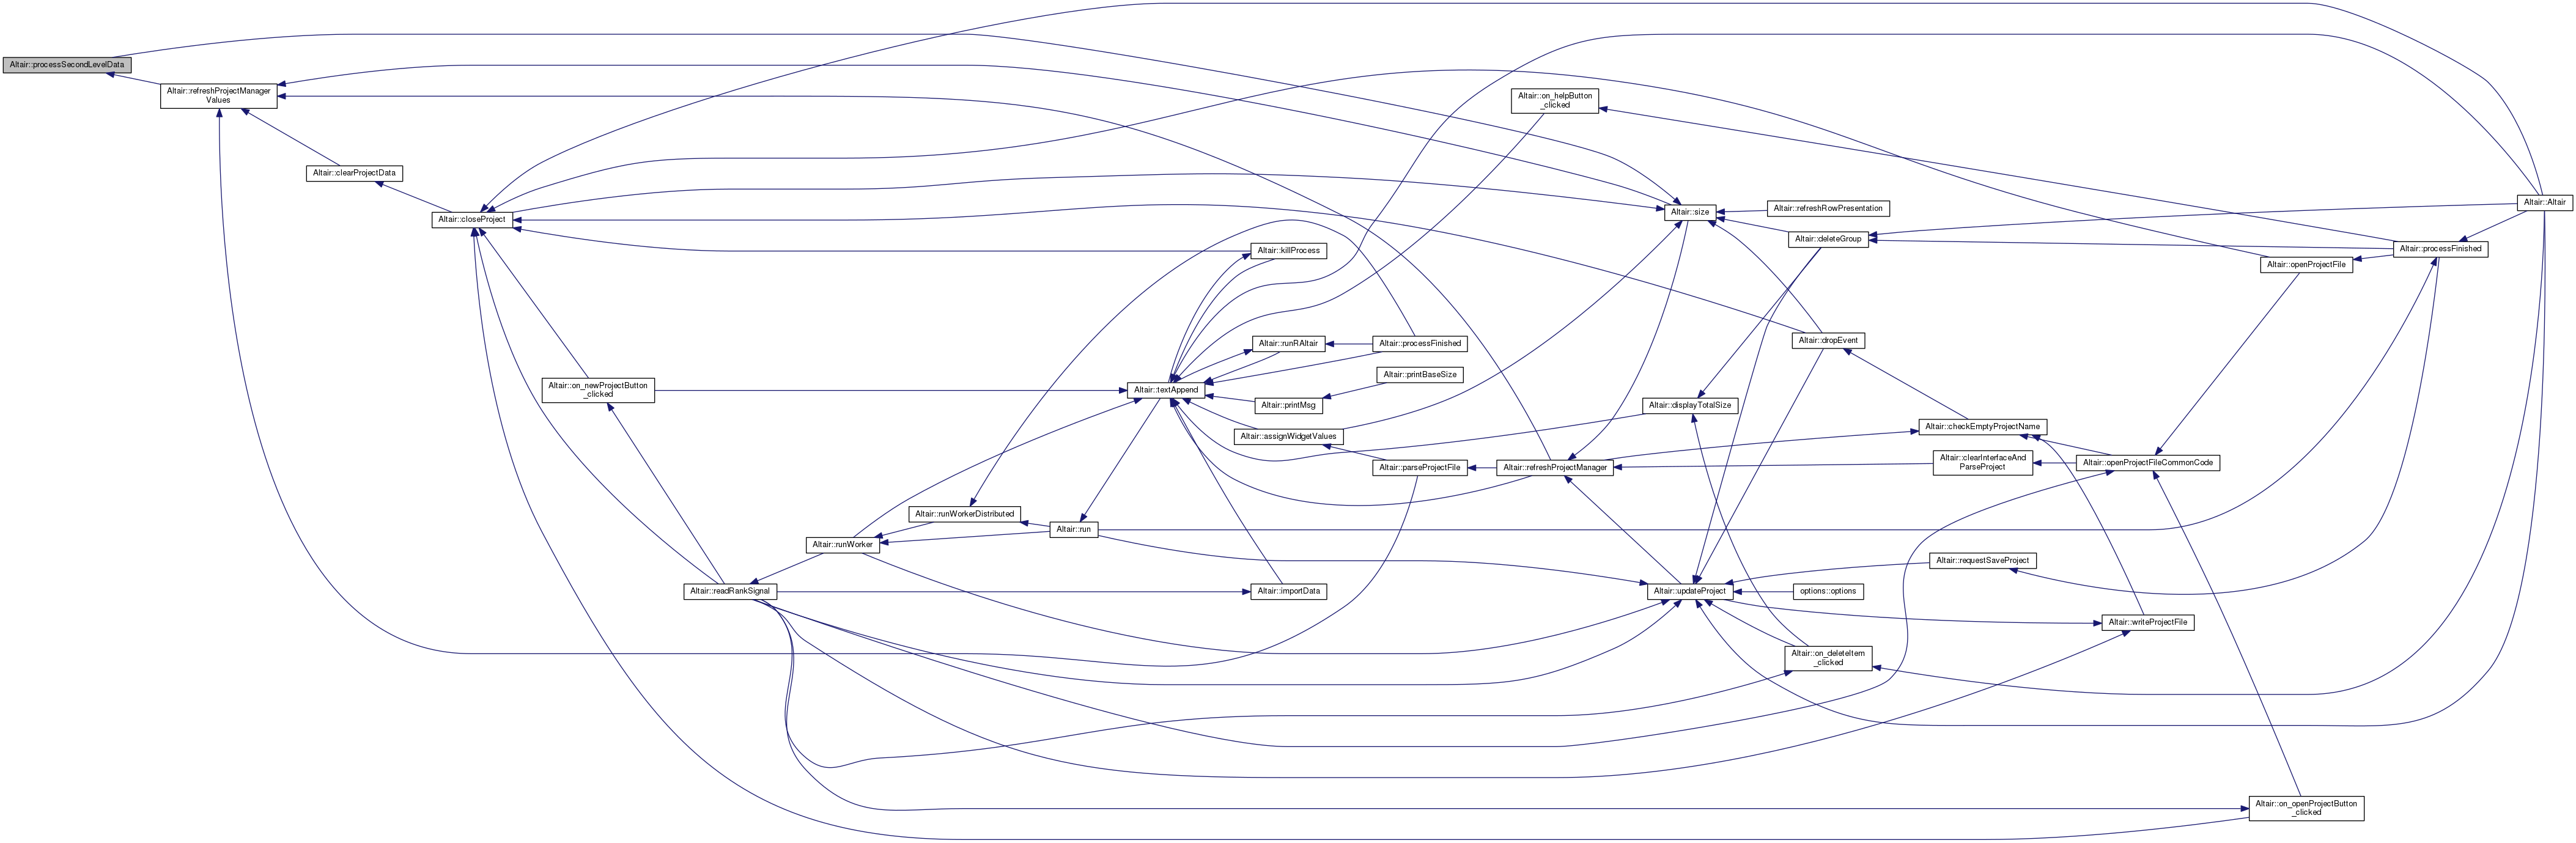 Altair::processSecondLevelData
Altair::refreshProjectManager
Values
Altair::clearProjectData
Altair::closeProject
Altair::on_newProjectButton
_clicked
Altair::readRankSignal
Altair::runWorker
Altair::runWorkerDistributed
Altair::run
Altair::textAppend
Altair::killProcess
Altair::runRAltair
Altair::printMsg
Altair::assignWidgetValues
Altair::importData
Altair::processFinished
Altair::printBaseSize
Altair::parseProjectFile
Altair::on_helpButton
_clicked
Altair::refreshProjectManager
Altair::size
Altair::displayTotalSize
Altair::updateProject
Altair::refreshRowPresentation
Altair::deleteGroup
Altair::dropEvent
options::options
Altair::on_deleteItem
_clicked
Altair::checkEmptyProjectName
Altair::clearInterfaceAnd
ParseProject
Altair::requestSaveProject
Altair::openProjectFileCommonCode
Altair::writeProjectFile
Altair::openProjectFile
Altair::on_openProjectButton
_clicked
Altair::processFinished
Altair::Altair